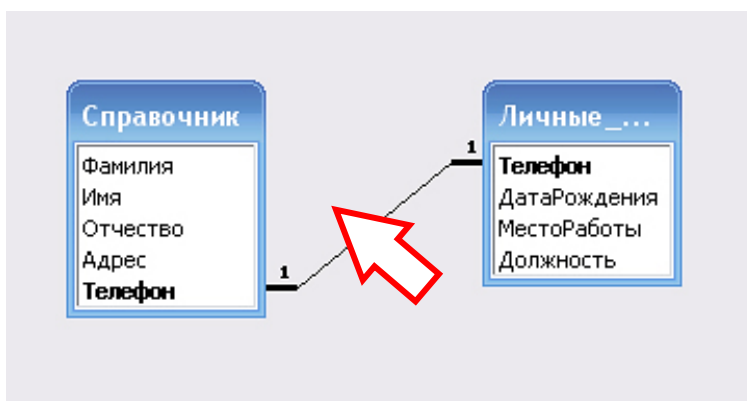 Справочник
Фамилия
Имя
Отчество
Адрес
Телефон
1
1
Личные_...
Телефон
ДатаРождения
МестоРаботы
Должность